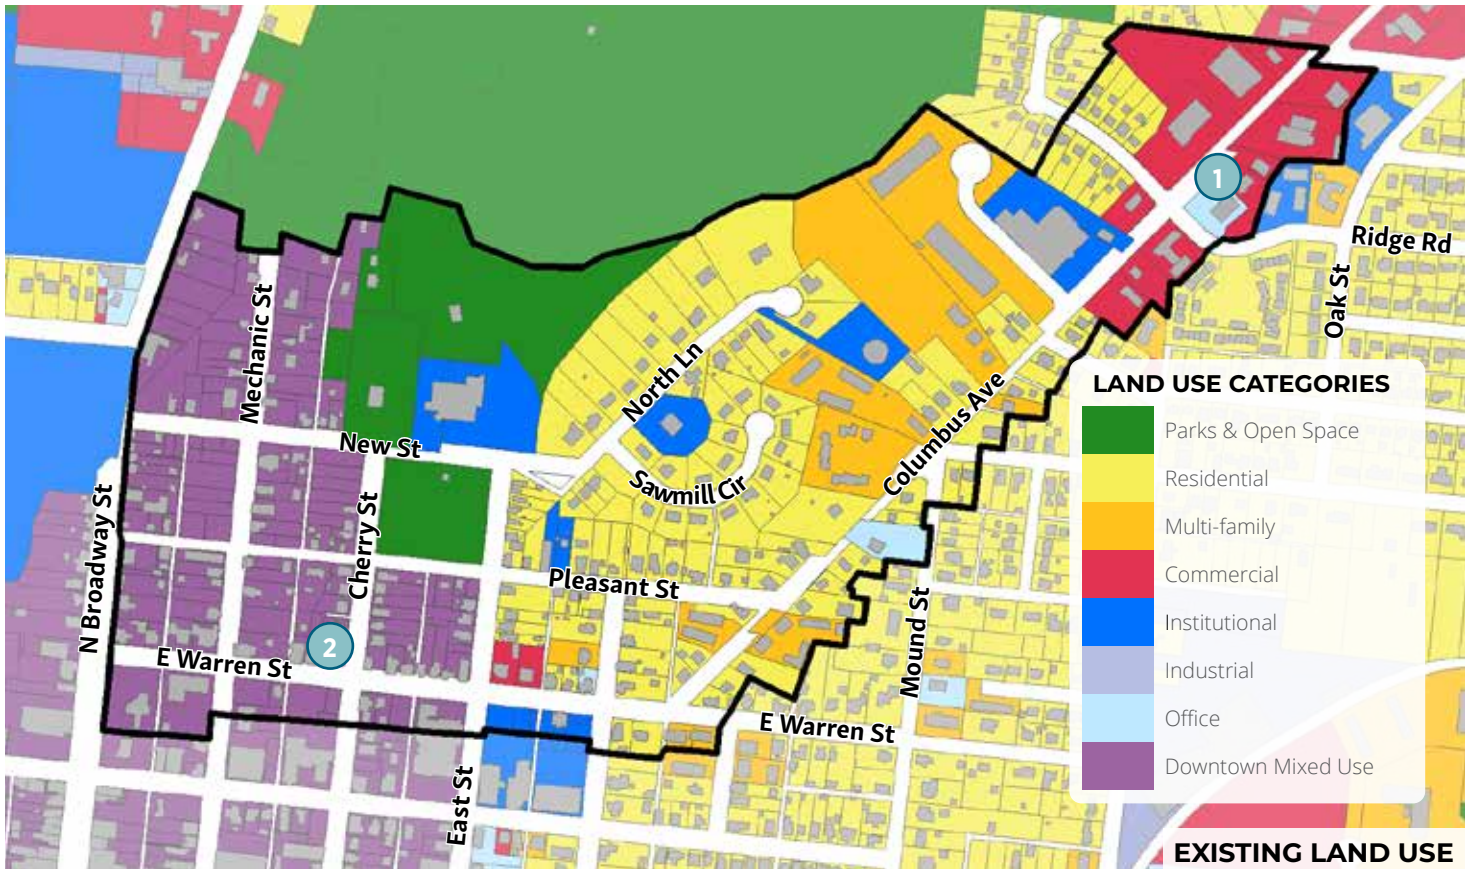 1
Ridge Rd
Oak St
Mechanic St
North Ln
Columbus Ave
New St
Sawmill Cir
N Broadway St
Cherry St
Pleasant St
Mound St
2
E Warren St
E Warren St
East St
LAND USE CATEGORIES
Parks & Open Space
Residential
Multi-family
Commercial
Institutional
Industrial
Office
Downtown Mixed Use
EXISTING LAND USE